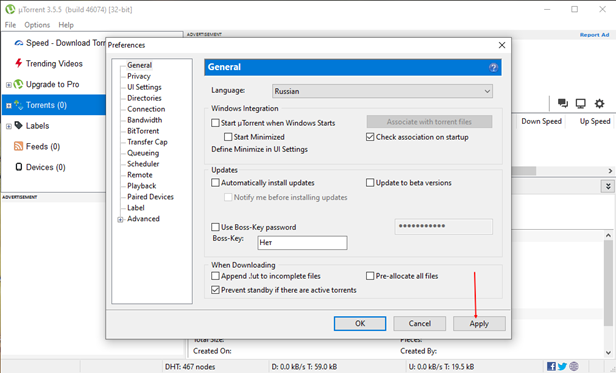 µTorrent 3.5.5 (build 46074) [32-bit]
File Options Help
ADVERTISEMENT
Report Ad
Speed - Download Torr
Trending Videos
Upgrade to Pro
Torrents (0)
Labels
Feeds (0)
Devices (0)
ADVERTISEMENT
Down Speed Up Speed
Preferences
General
Privacy
UI Settings
Directories
Connection
Bandwidth
BitTorrent
Transfer Cap
Queueing
Scheduler
Remote
Playback
Paired Devices
Label
Advanced
General
Language: Russian
Windows Integration
Start µTorrent when Windows Starts Associate with torrent files
Start Minimized Check association on startup
Define Minimize in UI Settings
Updates
Automatically install updates Update to beta versions
Notify me before installing updates
Use Boss-Key password
Boss-Key: Нет
When Downloading
Append .!ut to incomplete files Pre-allocate all files
Prevent standby if there are active torrents
OK Cancel Apply
Total Size: Pieces:
Created On: Created By:
DHT: 467 nodes D: 0.0 kB/s T: 59.0 kB U: 0.0 kB/s T: 19.5 kB